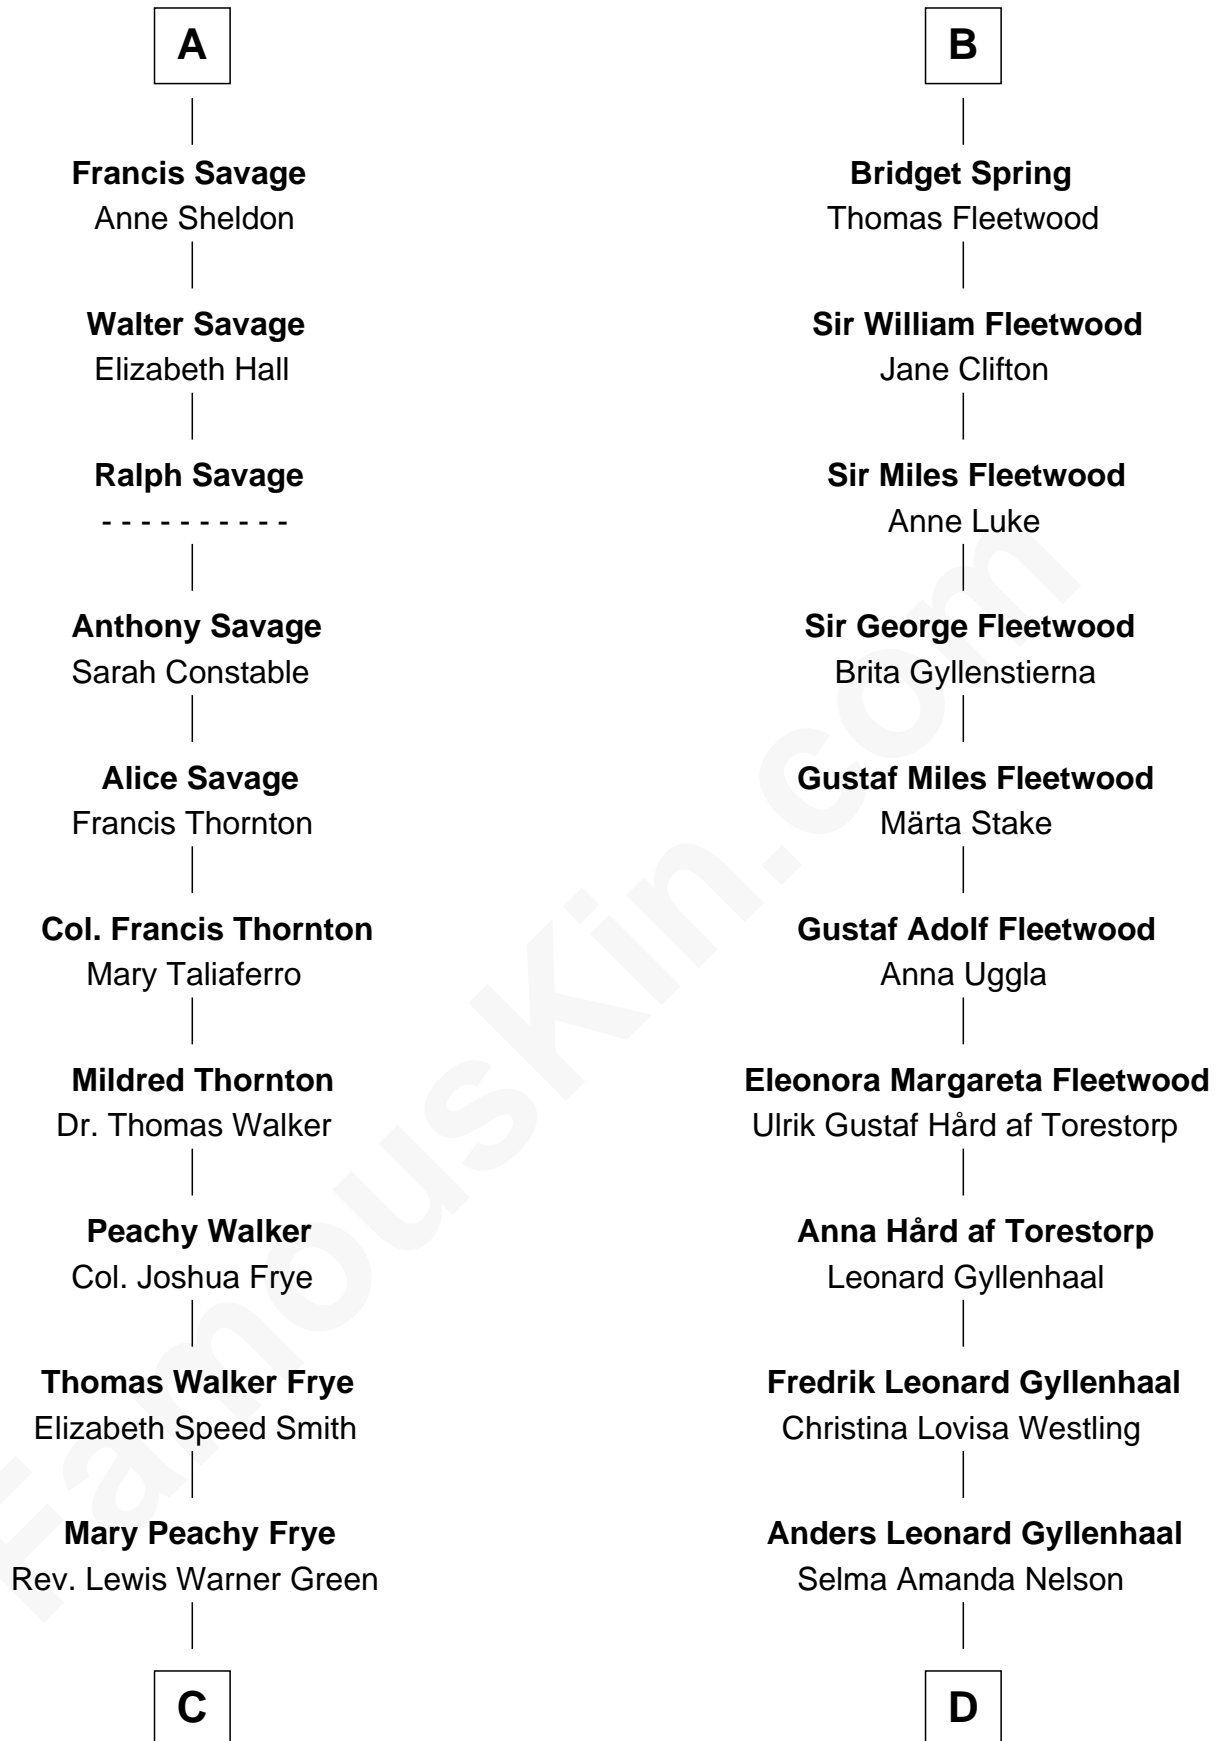 A
Francis Savage
Anne Sheldon
Walter Savage
Elizabeth Hall
Ralph Savage
- - - - - - - - - -
Anthony Savage
Sarah Constable
Alice Savage
Francis Thornton
Col. Francis Thornton
Mary Taliaferro
Mildred Thornton
Dr. Thomas Walker
Peachy Walker
Col. Joshua Frye
Thomas Walker Frye
Elizabeth Speed Smith
Mary Peachy Frye
Rev. Lewis Warner Green
C
B
Bridget Spring
Thomas Fleetwood
Sir William Fleetwood
Jane Clifton
Sir Miles Fleetwood
Anne Luke
Sir George Fleetwood
Brita Gyllenstierna
Gustaf Miles Fleetwood
Märta Stake
Gustaf Adolf Fleetwood
Anna Uggla
Eleonora Margareta Fleetwood
Ulrik Gustaf Hård af Torestorp
Anna Hård af Torestorp
Leonard Gyllenhaal
Fredrik Leonard Gyllenhaal
Christina Lovisa Westling
Anders Leonard Gyllenhaal
Selma Amanda Nelson
D
FamousKin.com